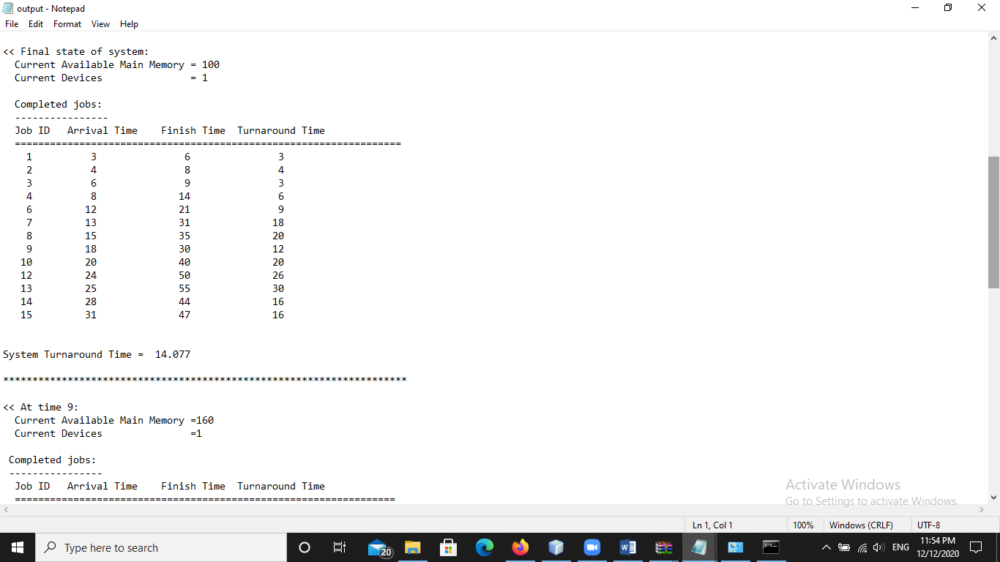 output - Notepad
File Edit Format View Help
<< Final state of system:
Current Available Main Memory = 100
Current Devices = 1
Completed jobs:
----------------
Job ID Arrival Time Finish Time Turnaround Time
==================================================================
1 3 6 3
2 4 8 4
3 6 9 3
4 8 14 6
6 12 21 9
7 13 31 18
8 15 35 20
9 18 30 12
10 20 40 20
12 24 50 26
13 25 55 30
14 28 44 16
15 31 47 16
System Turnaround Time = 14.077
*********************************************************************
<< At time 9:
Current Available Main Memory =160
Current Devices =1
Completed jobs:
----------------
Job ID Arrival Time Finish Time Turnaround Time
=================================================================
Activate Windows
Go to Settings to activate Windows.
Ln 1, Col 1 100% Windows (CRLF) UTF-8
Type here to search 20 ENG 11:54 PM
12/12/2020